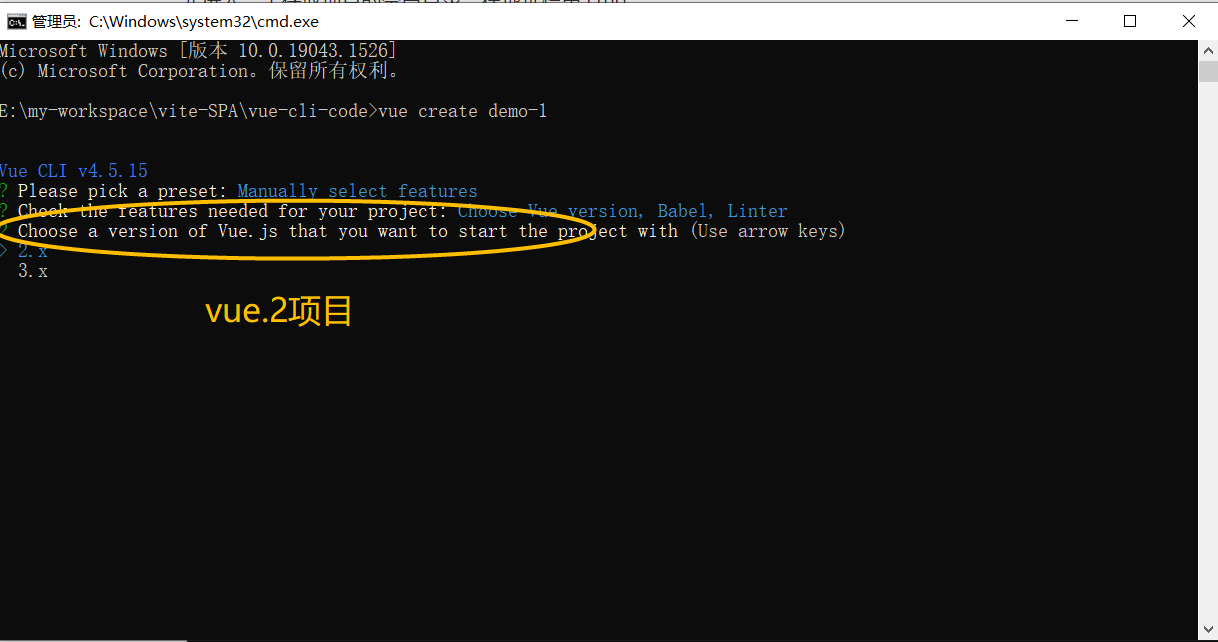 管理员: C:\Windows\system32\cmd.exe
Microsoft Windows [版本 10.0.19043.1526]
(c) Microsoft Corporation。保留所有权利。
E:\my-workspace\vite-SPA\vue-cli-code>vue create demo-1
Vue CLI v4.5.15
? Please pick a preset: Manually select features
? Check the features needed for your project: Choose Vue version, Babel, Linter
? Choose a version of Vue.js that you want to start the project with (Use arrow keys)
> 2.x
3.x
vue.2项目